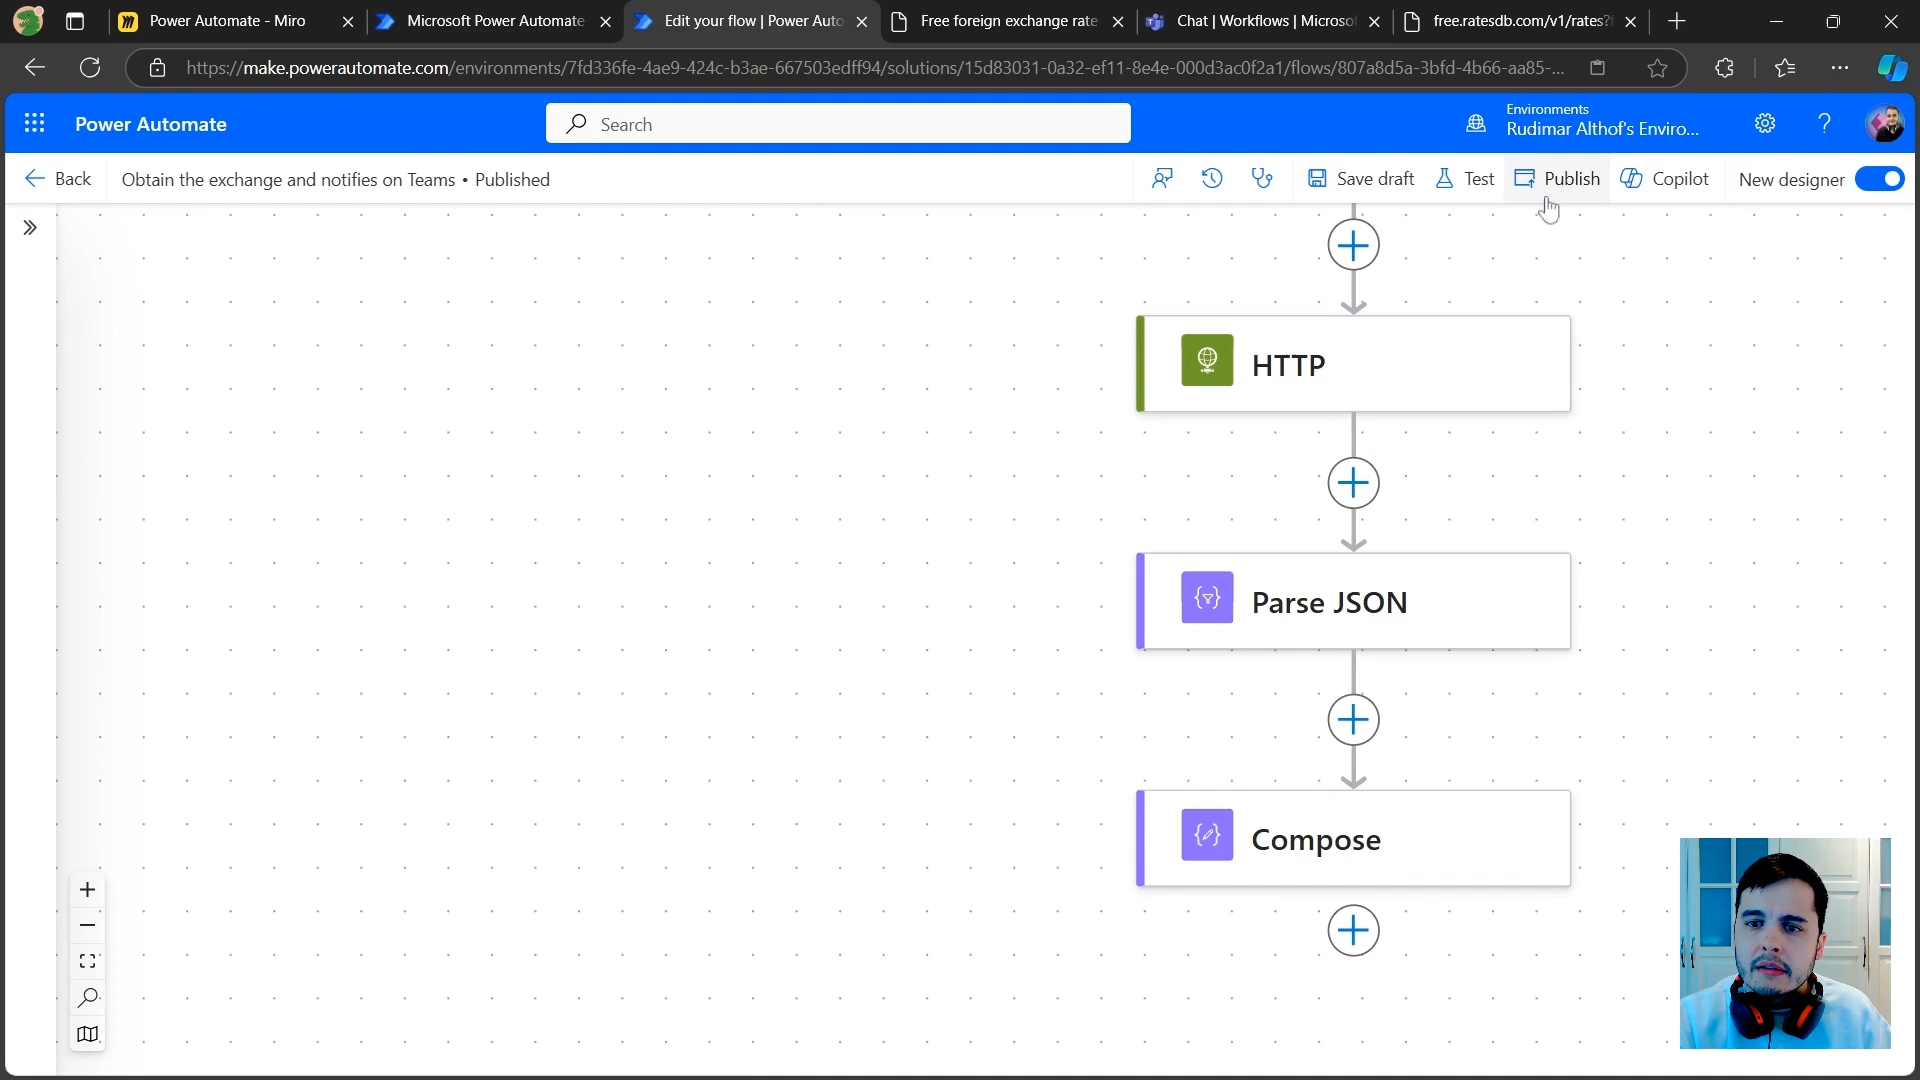 Power Automate - Miro
Microsoft Power Automate
Edit your flow | Power Auto
Free foreign exchange rate
Chat | Workflows | Microso
free.ratesdb.com/v1/rates?f
https://make.powerautomate.com/environments/7fd336fe-4ae9-424c-b3ae-667503edff94/solutions/15d83031-0a32-ef11-8e4e-000d3ac0f2a1/flows/807a8d5a-3bfd-4b66-aa85-...
Power Automate
Search
Environments
Rudimar Althof's Enviro...
Back
Obtain the exchange and notifies on Teams • Published
Save draft
Test
Publish
Copilot
New designer
HTTP
Parse JSON
Compose